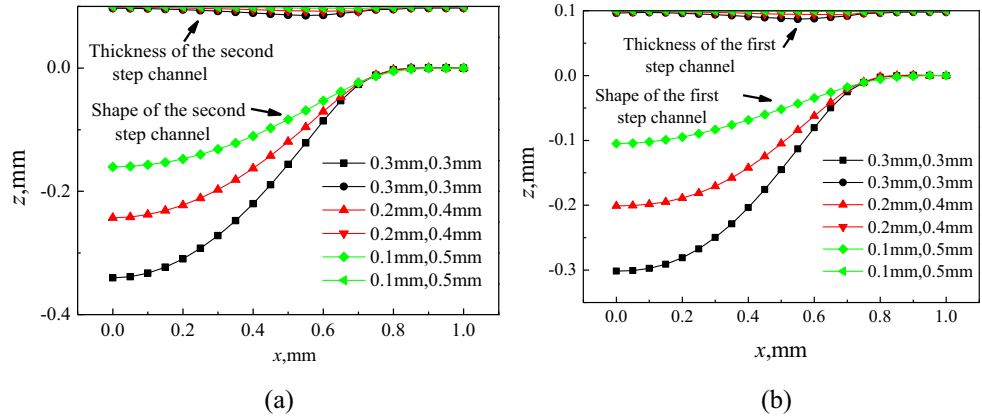 Thickness of the second
step channel
0.0
Shape of the second
step channel
z,mm
-0.2
-0.4
0.3mm,0.3mm
0.3mm,0.3mm
0.2mm,0.4mm
0.2mm,0.4mm
0.1mm,0.5mm
0.1mm,0.5mm
0.0 0.2 0.4 0.6 0.8 1.0
x,mm
(a)
0.1
Thickness of the first
step channel
0.0
Shape of the first
step channel
-0.1
z,mm
-0.2
-0.3
0.3mm,0.3mm
0.3mm,0.3mm
0.2mm,0.4mm
0.2mm,0.4mm
0.1mm,0.5mm
0.1mm,0.5mm
0.0 0.2 0.4 0.6 0.8 1.0
x,mm
(b)